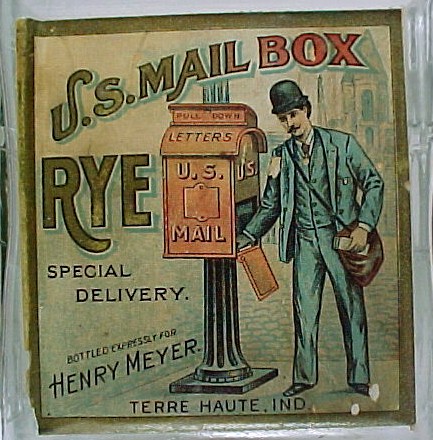 U.S. MAIL BOX
PULL DOWN
LETTERS
U.S.
U.S.
MAIL
RYE
SPECIAL
DELIVERY.
BOTTLED EXPRESSLY FOR
HENRY MEYER.
TERRE HAUTE, IND.